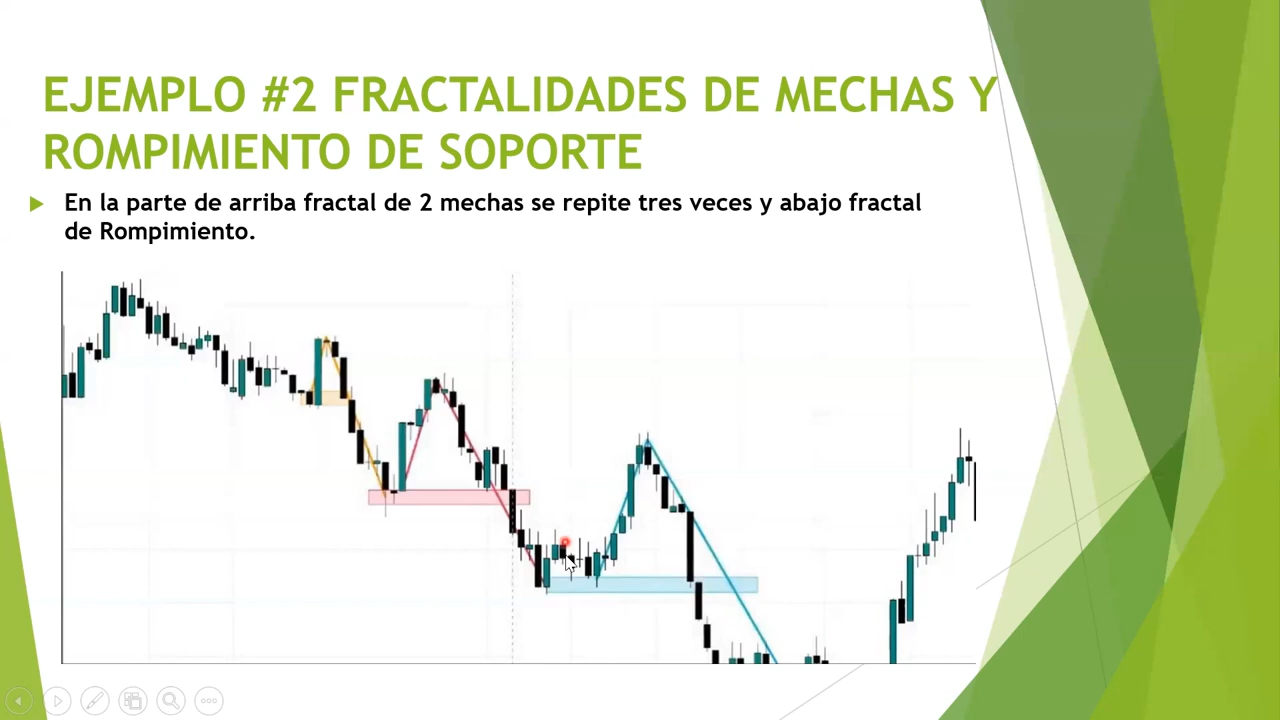 EJEMPLO #2 FRACTALIDADES DE MECHAS Y
ROMPIMIENTO DE SOPORTE
En la parte de arriba fractal de 2 mechas se repite tres veces y abajo fractal
de Rompimiento.